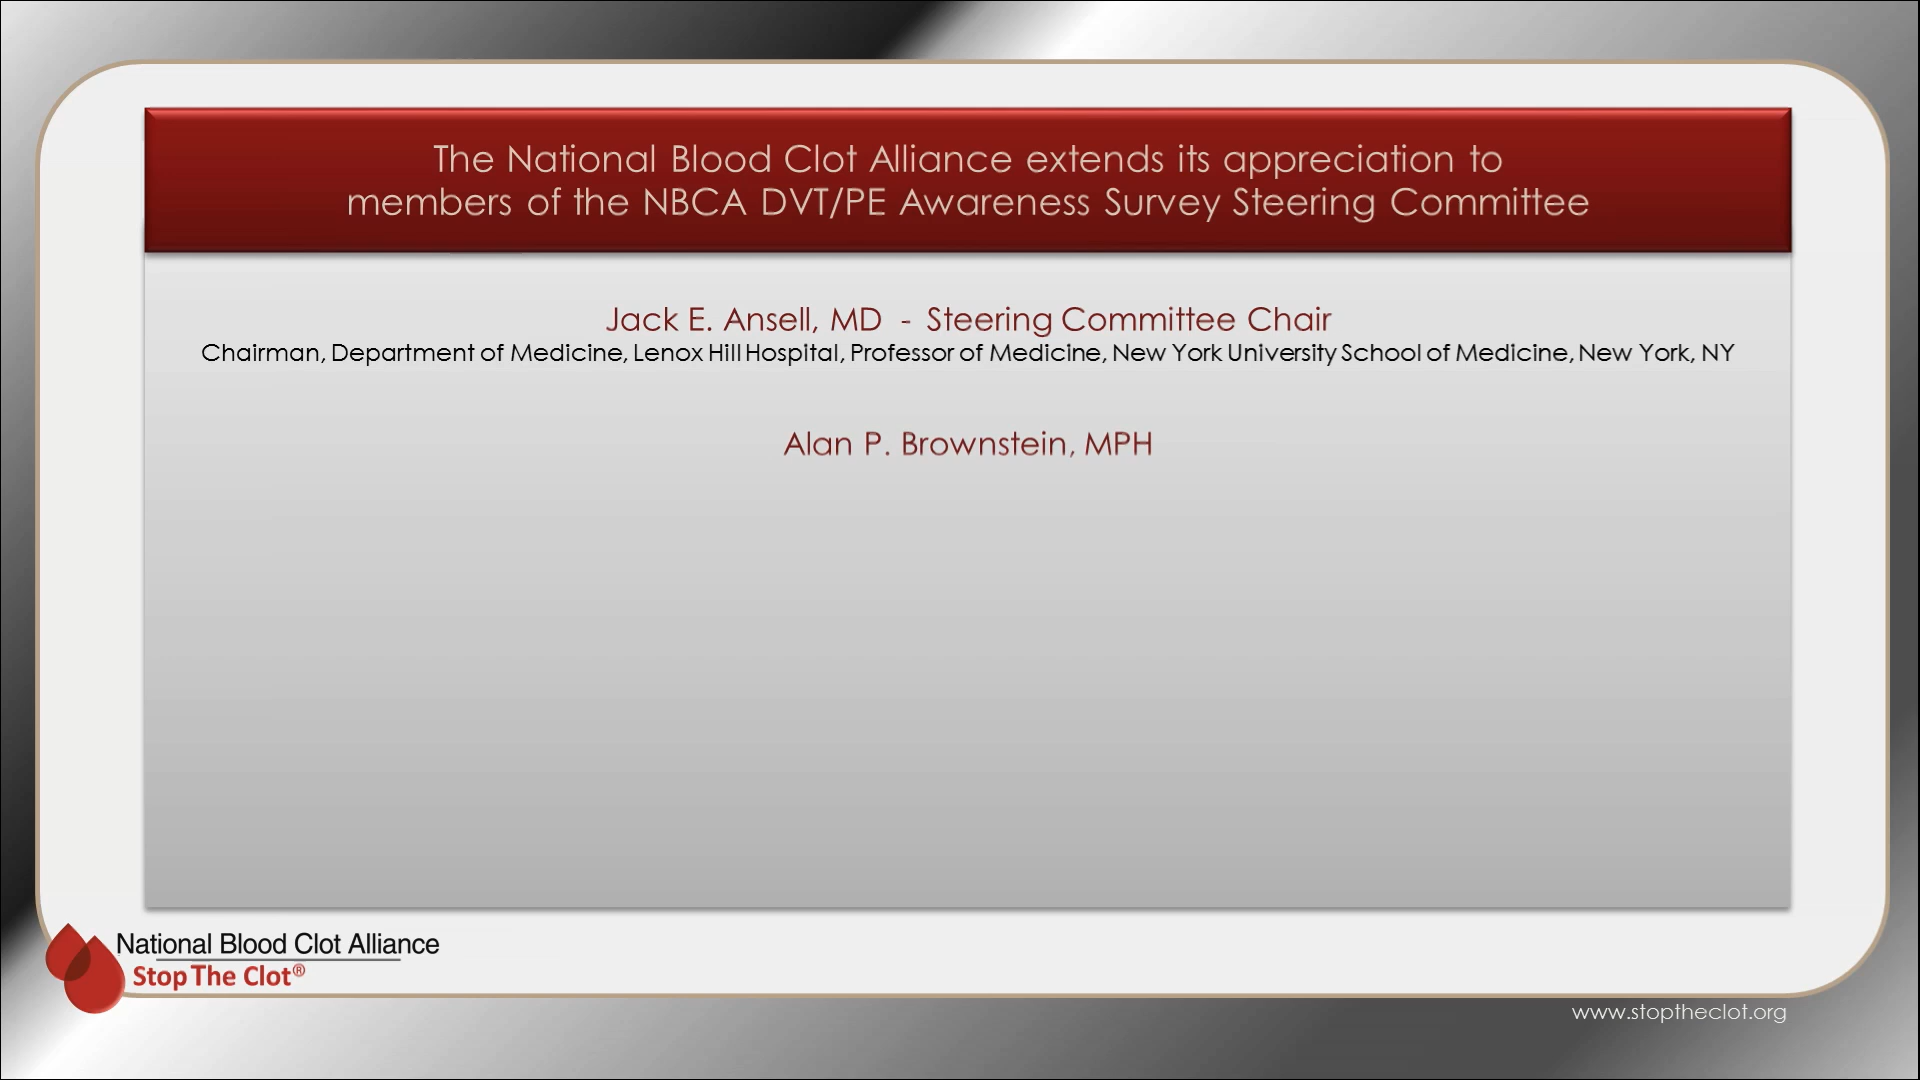 The National Blood Clot Alliance extends its appreciation to
members of the NBCA DVT/PE Awareness Survey Steering Committee
Jack E. Ansell, MD - Steering Committee Chair
Chairman, Department of Medicine, Lenox Hill Hospital, Professor of Medicine, New York University School of Medicine, New York, NY
Alan P. Brownstein, MPH
National Blood Clot Alliance
Stop The Clot®
www.stoptheclot.org